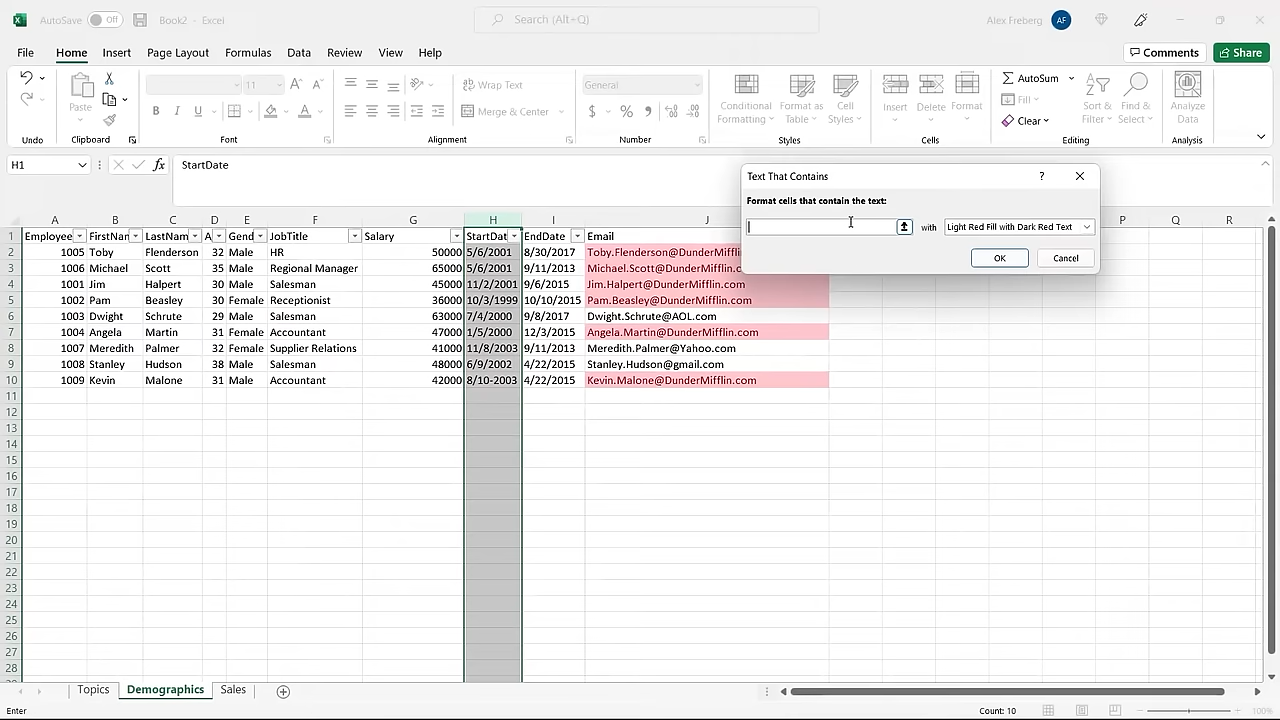 AutoSave Off Book2 - Excel Search (Alt+Q) Alex Freberg AF
File Home Insert Page Layout Formulas Data Review View Help Comments Share
Paste 11 Wrap Text Merge & Center General Conditional Formatting Format as Table Cell Styles Insert Delete Format AutoSum Fill Clear Sort & Filter Find & Select Analyze Data
Undo Clipboard Font Alignment Number Styles Cells Editing Analysis
H1 fx StartDate
Text That Contains ?
Format cells that contain the text:
with Light Red Fill with Dark Red Text
OK Cancel
A B C D E F G H I J P Q R
1 Employee FirstNan LastNam A Gend JobTitle Salary StartDat EndDate Email
2 1005 Toby Flenderson 32 Male HR 50000 5/6/2001 8/30/2017 Toby.Flenderson@DunderMifflin
3 1006 Michael Scott 35 Male Regional Manager 65000 5/6/2001 9/11/2013 Michael.Scott@DunderMifflin.c
4 1001 Jim Halpert 30 Male Salesman 45000 11/2/2001 9/6/2015 Jim.Halpert@DunderMifflin.com
5 1002 Pam Beasley 30 Female Receptionist 36000 10/3/1999 10/10/2015 Pam.Beasley@DunderMifflin.com
6 1003 Dwight Schrute 29 Male Salesman 63000 7/4/2000 9/8/2017 Dwight.Schrute@AOL.com
7 1004 Angela Martin 31 Female Accountant 47000 1/5/2000 12/3/2015 Angela.Martin@DunderMifflin.com
8 1007 Meredith Palmer 32 Female Supplier Relations 41000 11/8/2003 9/11/2013 Meredith.Palmer@Yahoo.com
9 1008 Stanley Hudson 38 Male Salesman 48000 6/9/2002 4/22/2015 Stanley.Hudson@gmail.com
10 1009 Kevin Malone 31 Male Accountant 42000 8/10-2003 4/22/2015 Kevin.Malone@DunderMifflin.com
11
12
13
14
15
16
17
18
19
20
21
22
23
24
25
26
27
28
Topics Demographics Sales
Enter Count: 10 100%